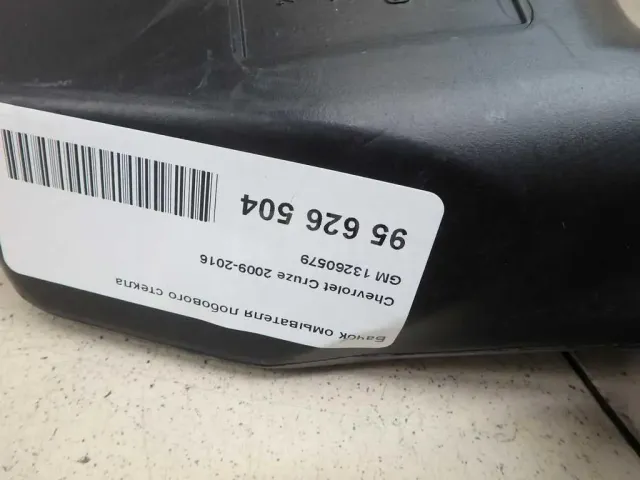 Бачок омывателя лобового стекла
Chevrolet Cruze 2009-2016
GM 13260579
95 626 504